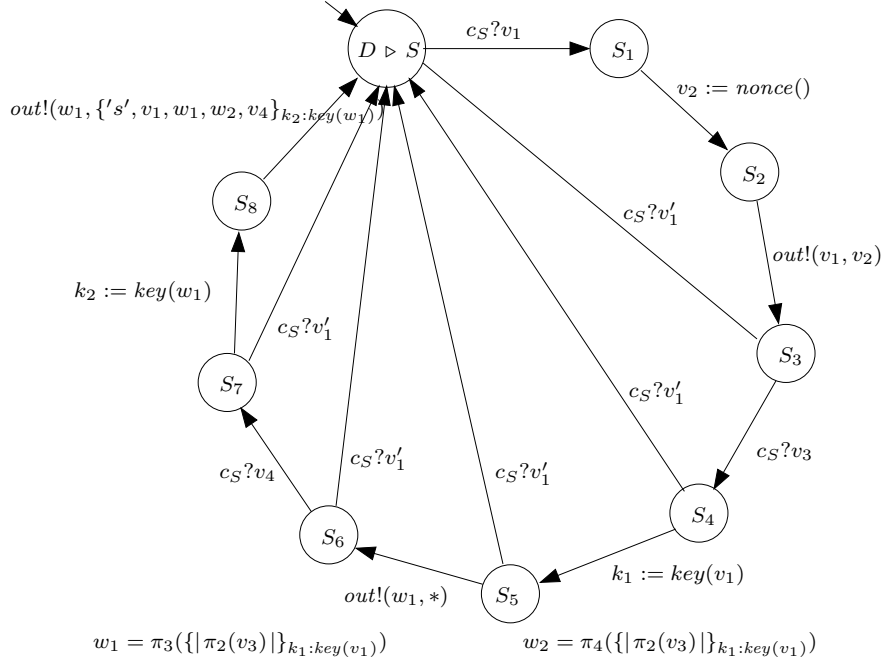 D ▹ S
c_S?v_1
S_1
v_2 := nonce()
out!(w_1, {'s', v_1, w_1, w_2, v_4}_{k_2:key(w_1)})
S_2
S_8
c_S?v'_1
out!(v_1, v_2)
k_2 := key(w_1)
c_S?v'_1
S_3
S_7
c_S?v'_1
c_S?v_3
c_S?v_4
c_S?v'_1
c_S?v'_1
S_4
S_6
k_1 := key(v_1)
out!(w_1, *)
S_5
w_1 = π_3({| π_2(v_3) |}_{k_1:key(v_1)})
w_2 = π_4({| π_2(v_3) |}_{k_1:key(v_1)})